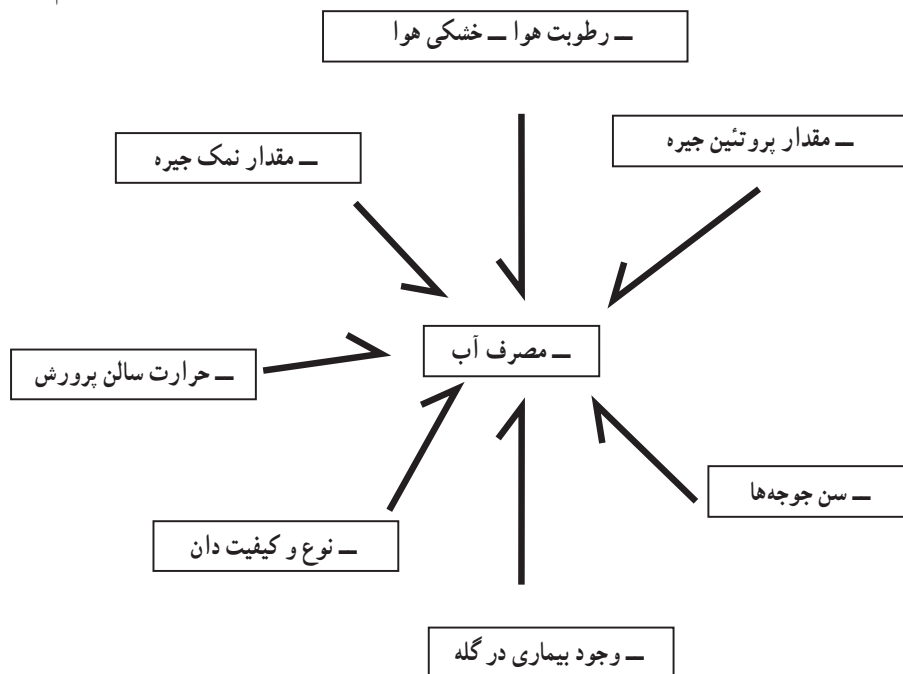 ــ رطوبت هوا ــ خشکی هوا
ــ مقدار پروتئین جیره
ــ مقدار نمک جیره
ــ مصرف آب
ــ حرارت سالن پرورش
ــ سن جوجه‌ها
ــ نوع و کیفیت دان
ــ وجود بیماری در گله